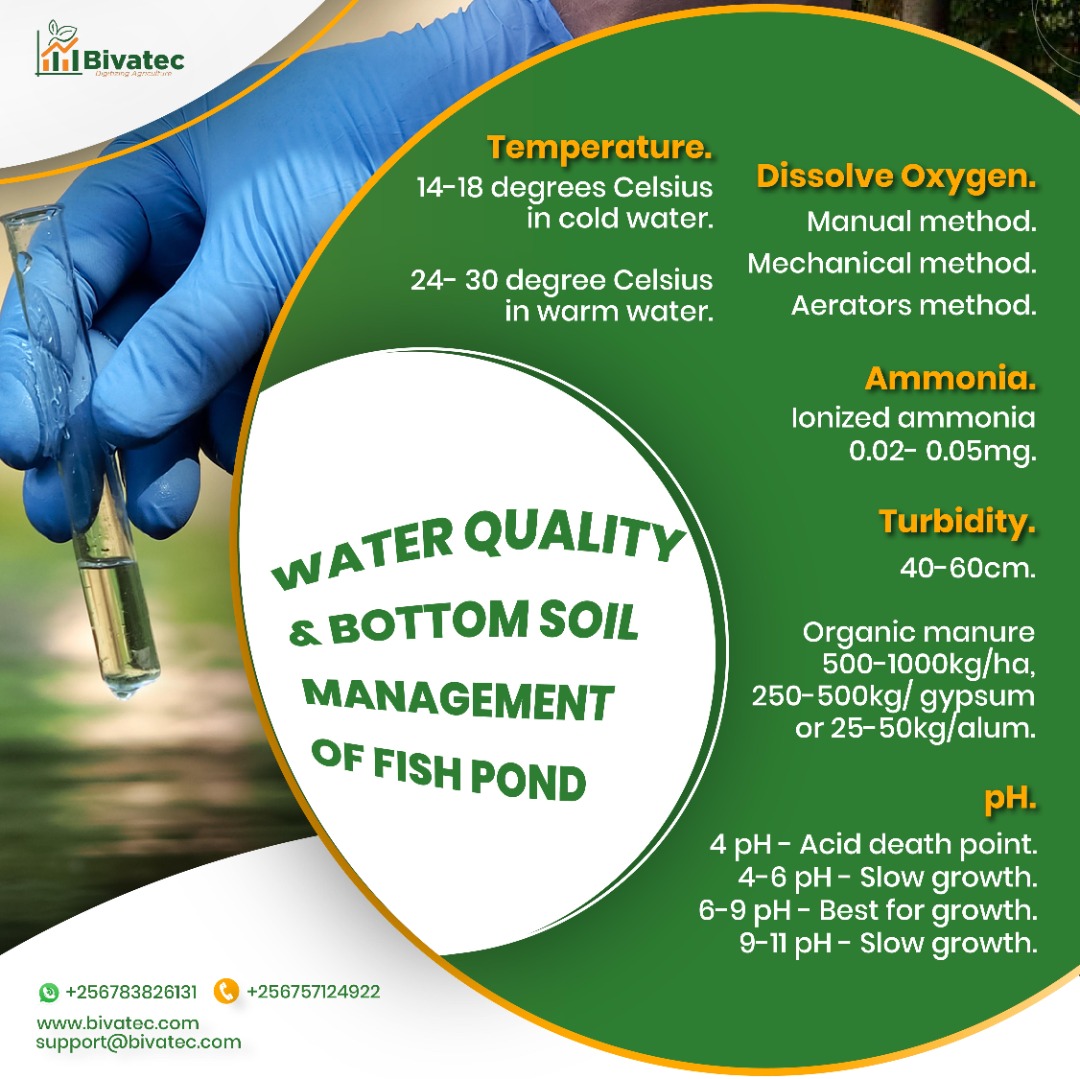 Bivatec
Digitizing Agriculture
Temperature.
14-18 degrees Celsius
in cold water.
24- 30 degree Celsius
in warm water.
Dissolve Oxygen.
Manual method.
Mechanical method.
Aerators method.
Ammonia.
Ionized ammonia
0.02- 0.05mg.
Turbidity.
40-60cm.
Organic manure
500-1000kg/ha,
250-500kg/ gypsum
or 25-50kg/alum.
pH.
4 pH - Acid death point.
4-6 pH - Slow growth.
6-9 pH - Best for growth.
9-11 pH - Slow growth.
WATER QUALITY
& BOTTOM SOIL
MANAGEMENT
OF FISH POND
+256783826131 +256757124922
www.bivatec.com
support@bivatec.com